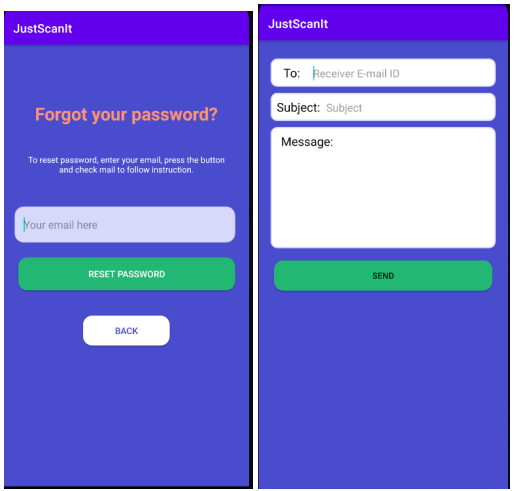 JustScanIt
Forgot your password?
To reset password, enter your email, press the button
and check mail to follow instruction.
Your email here
RESET PASSWORD
BACK
JustScanIt
To: Receiver E-mail ID
Subject: Subject
Message:
SEND